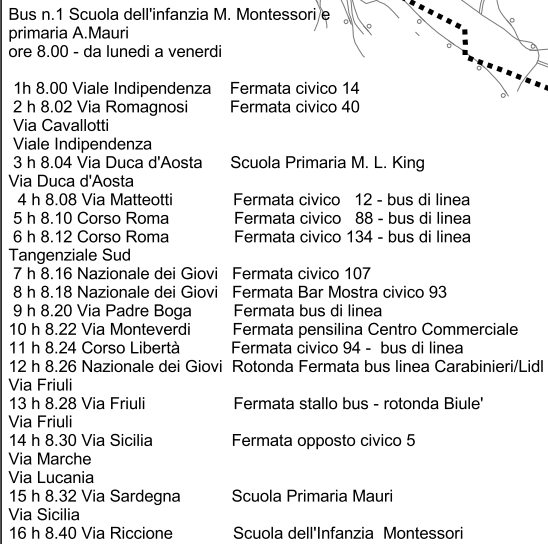 Bus n.1 Scuola dell'infanzia M. Montessori e
primaria A.Mauri
ore 8.00 - da lunedi a venerdi
1h 8.00 Viale Indipendenza Fermata civico 14
2 h 8.02 Via Romagnosi Fermata civico 40
Via Cavallotti
Viale Indipendenza
3 h 8.04 Via Duca d'Aosta Scuola Primaria M. L. King
Via Duca d'Aosta
4 h 8.08 Via Matteotti Fermata civico 12 - bus di linea
5 h 8.10 Corso Roma Fermata civico 88 - bus di linea
6 h 8.12 Corso Roma Fermata civico 134 - bus di linea
Tangenziale Sud
7 h 8.16 Nazionale dei Giovi Fermata civico 107
8 h 8.18 Nazionale dei Giovi Fermata Bar Mostra civico 93
9 h 8.20 Via Padre Boga Fermata bus di linea
10 h 8.22 Via Monteverdi Fermata pensilina Centro Commerciale
11 h 8.24 Corso Libertà Fermata civico 94 - bus di linea
12 h 8.26 Nazionale dei Giovi Rotonda Fermata bus linea Carabinieri/Lidl
Via Friuli
13 h 8.28 Via Friuli Fermata stallo bus - rotonda Biule'
Via Friuli
14 h 8.30 Via Sicilia Fermata opposto civico 5
Via Marche
Via Lucania
15 h 8.32 Via Sardegna Scuola Primaria Mauri
Via Sicilia
16 h 8.40 Via Riccione Scuola dell'Infanzia Montessori